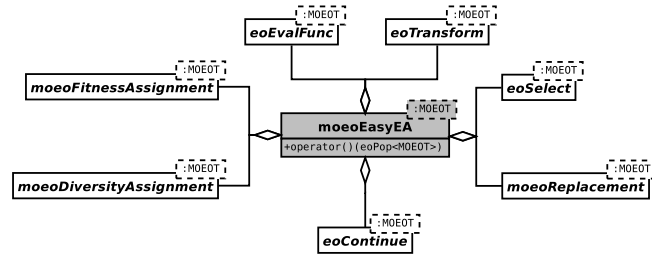 :MOEOT
:MOEOT
eoEvalFunc
eoTransform
:MOEOT
:MOEOT
moeoFitnessAssignment
eoSelect
:MOEOT
moeoEasyEA
+operator()(eoPop<MOEOT>)
:MOEOT
:MOEOT
moeoDiversityAssignment
moeoReplacement
:MOEOT
eoContinue